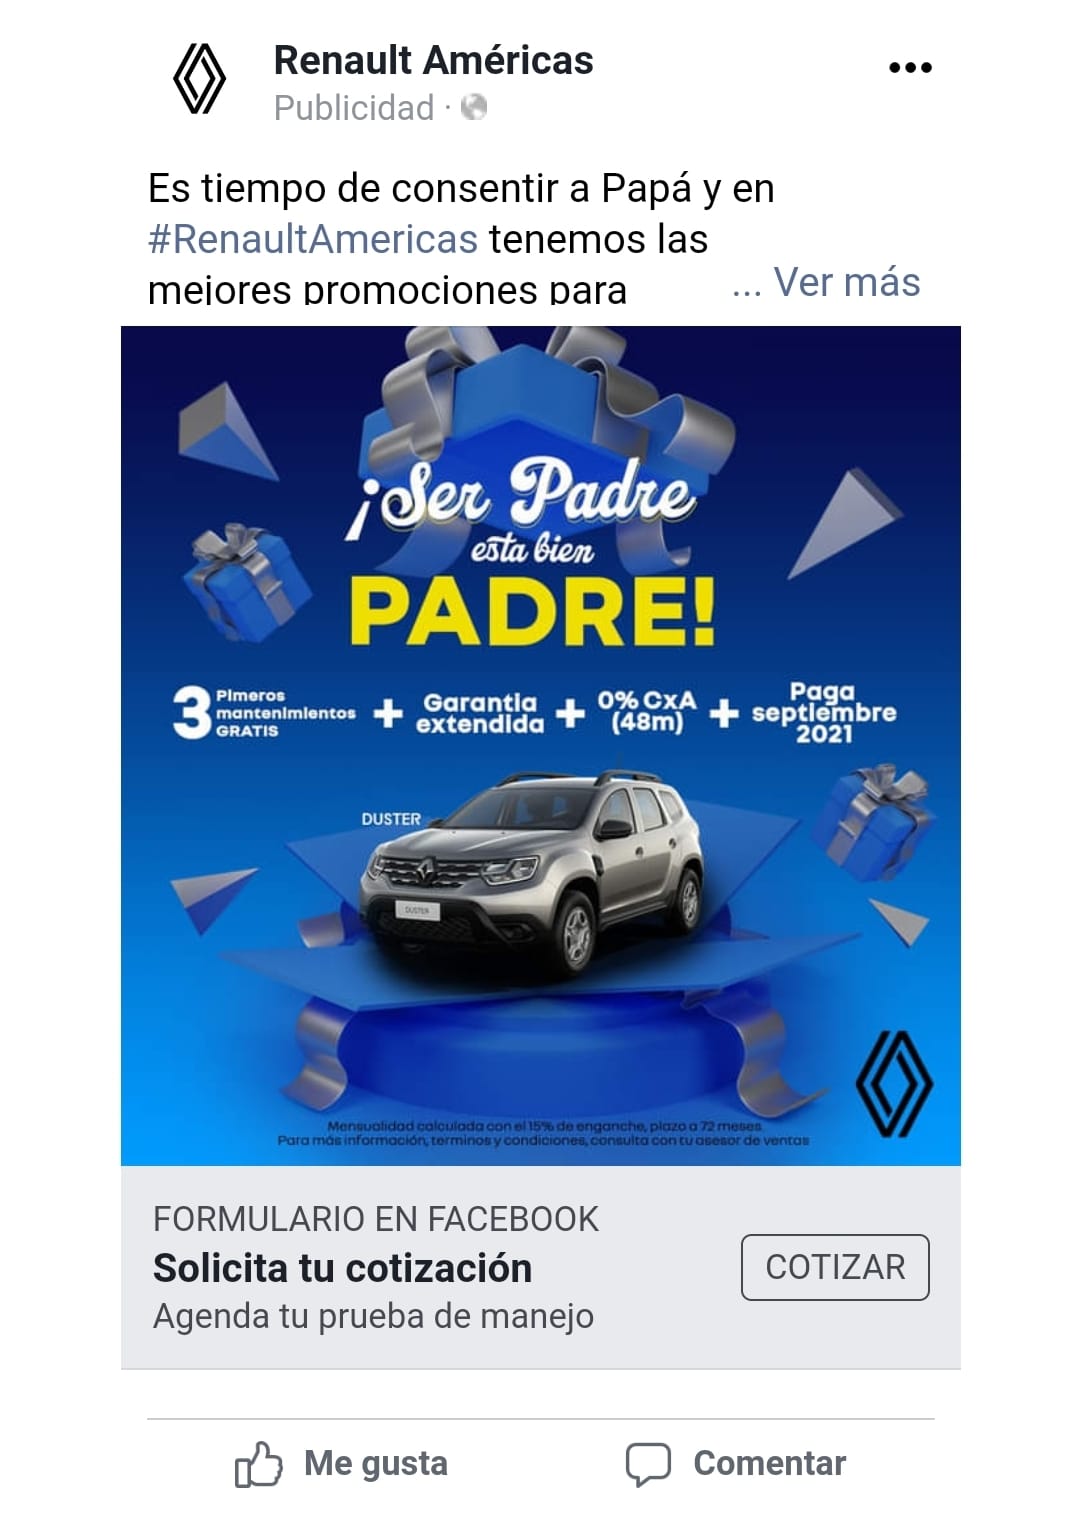 Renault Américas
Publicidad ·
Es tiempo de consentir a Papá y en
#RenaultAmericas tenemos las
mejores promociones para ... Ver más
¡Ser Padre
esta bien
PADRE!
3 Pimeros
mantenimientos
GRATIS
+
Garantia
extendida
+
0% CxA
(48m)
+
Paga
septiembre
2021
DUSTER
DUSTER
Mensualidad calculada con el 15% de enganche, plazo a 72 meses.
Para más información, terminos y condiciones, consulta con tu asesor de ventas
FORMULARIO EN FACEBOOK
Solicita tu cotización
Agenda tu prueba de manejo
COTIZAR
Me gusta
Comentar